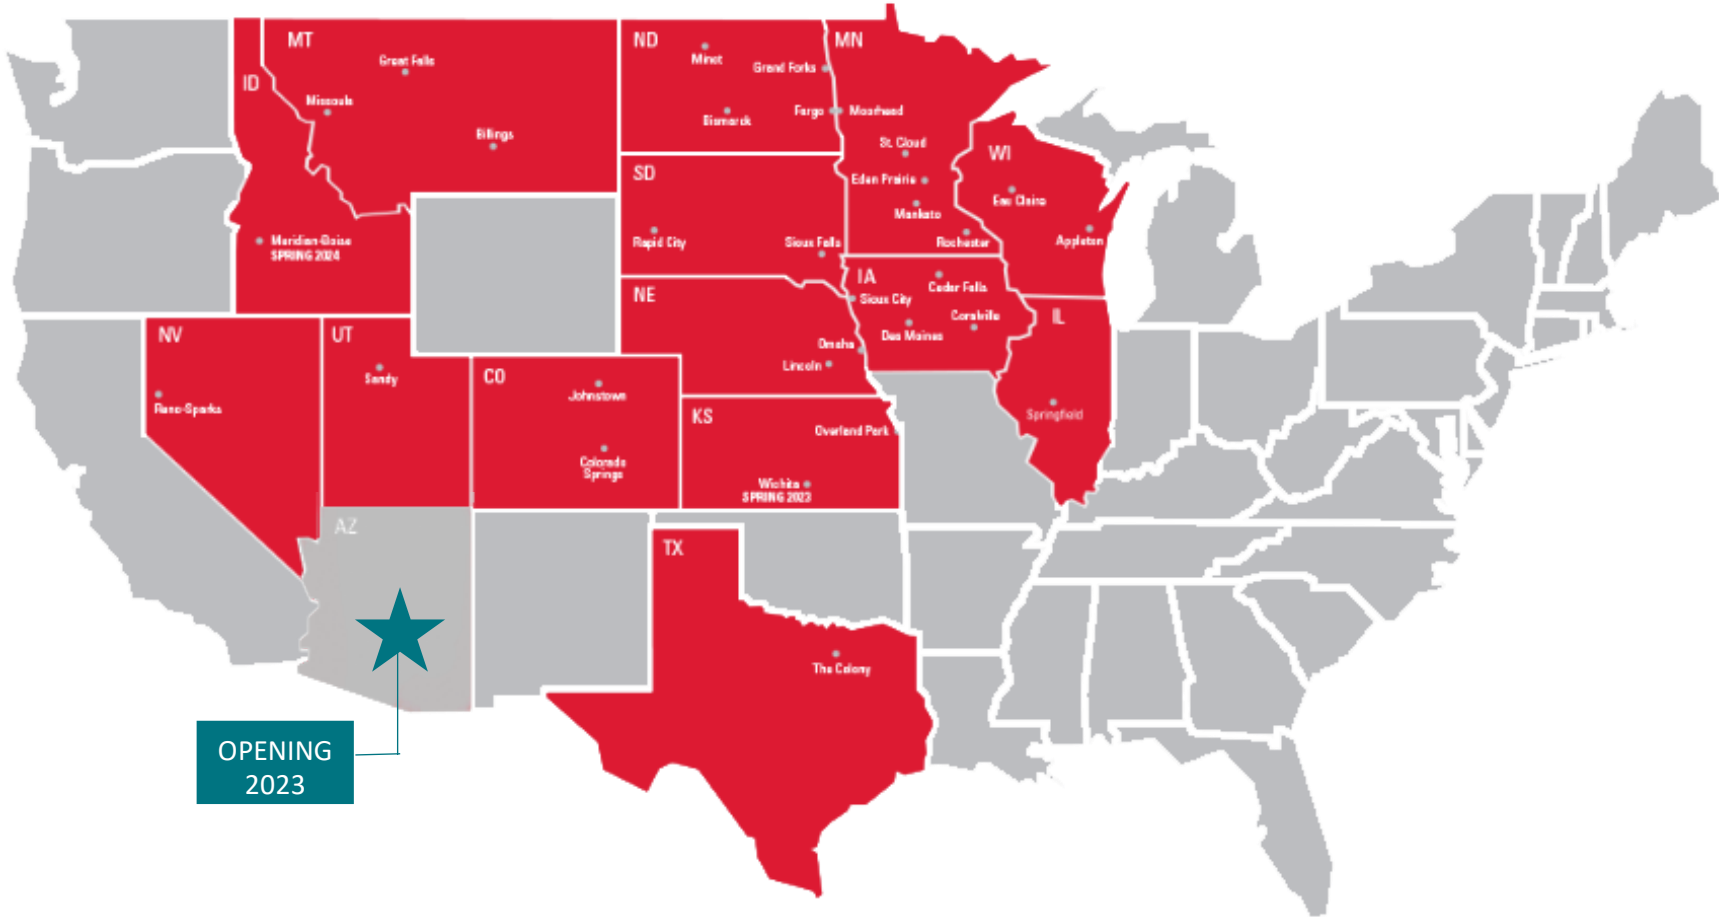 MT
ND
MN
Great Falls
Minot
Grand Forks
ID
Missoula
Fargo
Moorhead
Bismarck
Billings
St. Cloud
WI
SD
Eden Prairie
Eau Claire
Mankato
Meridian-Boise
SPRING 2024
Rapid City
Sioux Falls
Rochester
Appleton
IA
NE
Cedar Falls
Sioux City
Coralville
IL
NV
UT
Des Moines
Omaha
Lincoln
Sandy
CO
Johnstown
Reno-Sparks
KS
Springfield
Overland Park
Colorado
Springs
Wichita
SPRING 2023
AZ
TX
The Colony
OPENING
2023